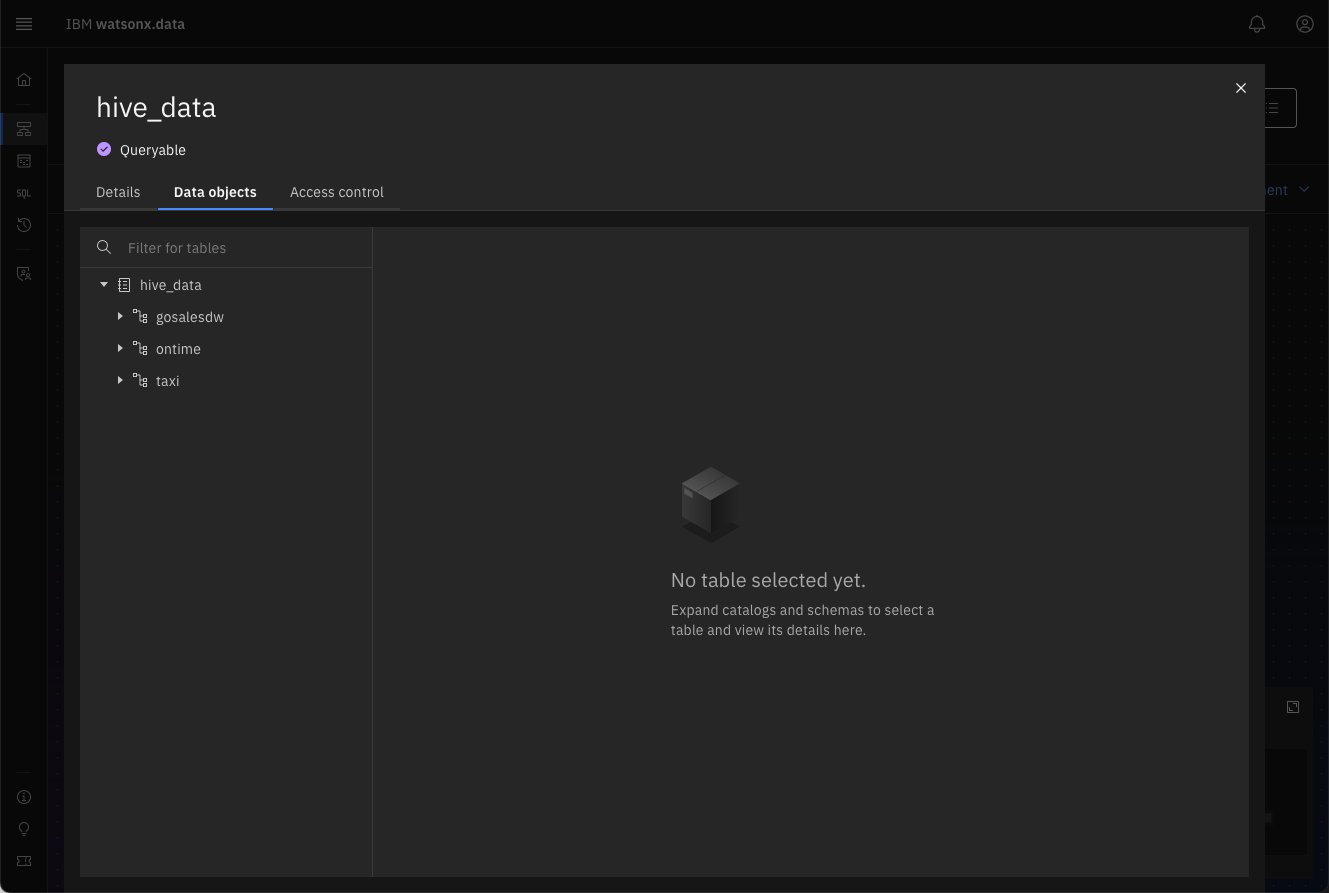 IBM watsonx.data
hive_data
Queryable
Details
Data objects
Access control
Filter for tables
hive_data
gosalesdw
ontime
taxi
SQL
No table selected yet.
Expand catalogs and schemas to select a
table and view its details here.